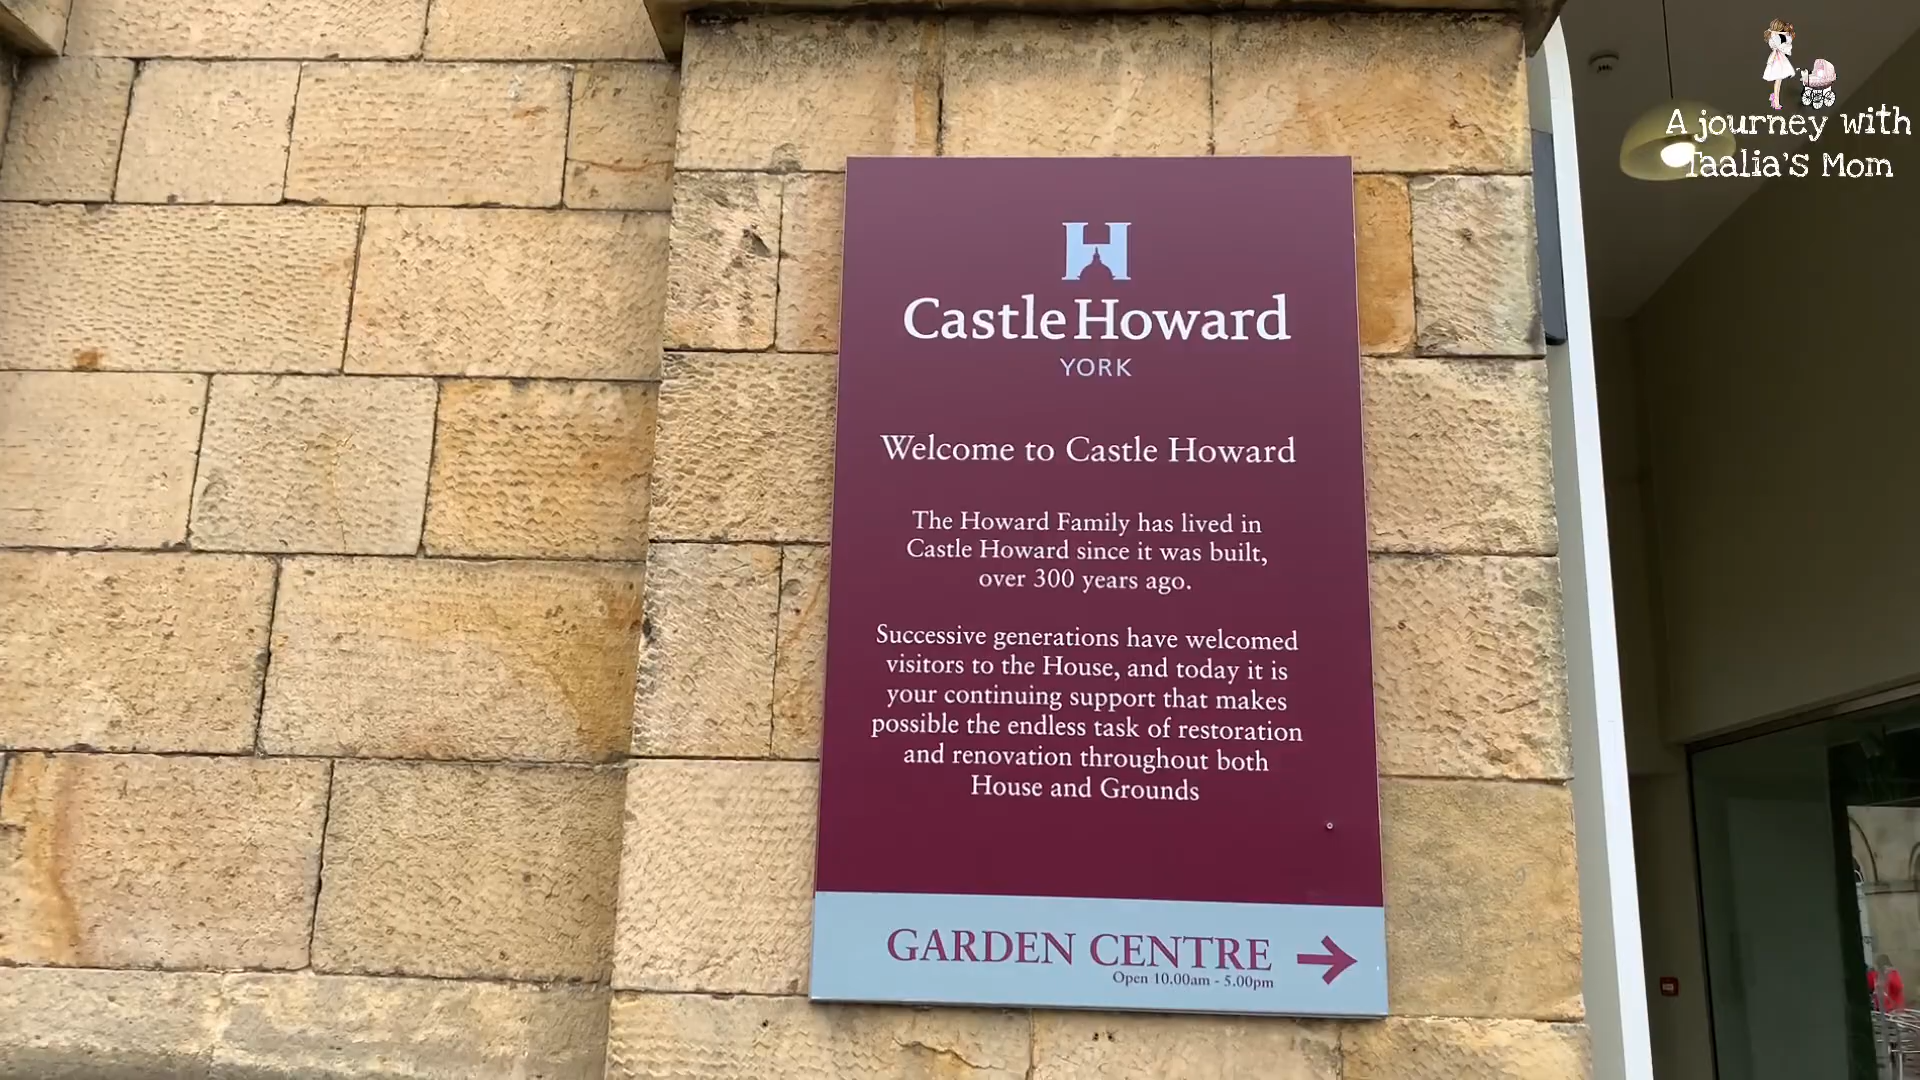 A journey with
Taalia's Mom
Castle Howard
YORK
Welcome to Castle Howard
The Howard Family has lived in
Castle Howard since it was built,
over 300 years ago.
Successive generations have welcomed
visitors to the House, and today it is
your continuing support that makes
possible the endless task of restoration
and renovation throughout both
House and Grounds
GARDEN CENTRE
Open 10.00am - 5.00pm